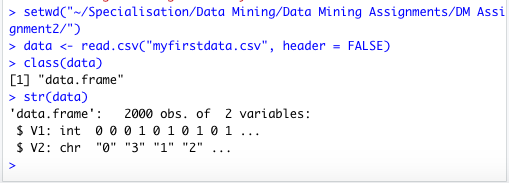 > setwd("~/Specialisation/Data Mining/Data Mining Assignments/DM Assi
gnment2/")
> data <- read.csv("myfirstdata.csv", header = FALSE)
> class(data)
[1] "data.frame"
> str(data)
'data.frame':   2000 obs. of  2 variables:
 $ V1: int  0 0 0 1 0 1 0 1 0 1 ...
 $ V2: chr  "0" "3" "1" "2" ...
>